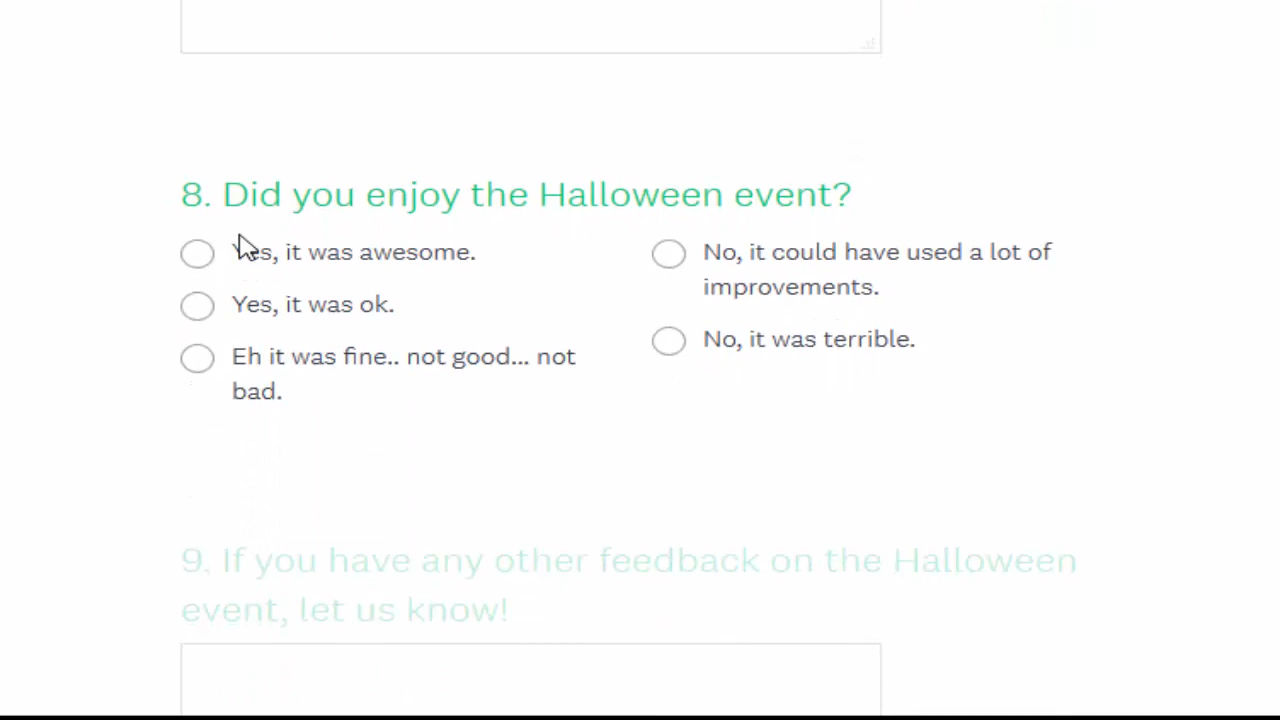 8. Did you enjoy the Halloween event?
Yes, it was awesome.
Yes, it was ok.
Eh it was fine.. not good... not
bad.
No, it could have used a lot of
improvements.
No, it was terrible.
9. If you have any other feedback on the Halloween
event, let us know!